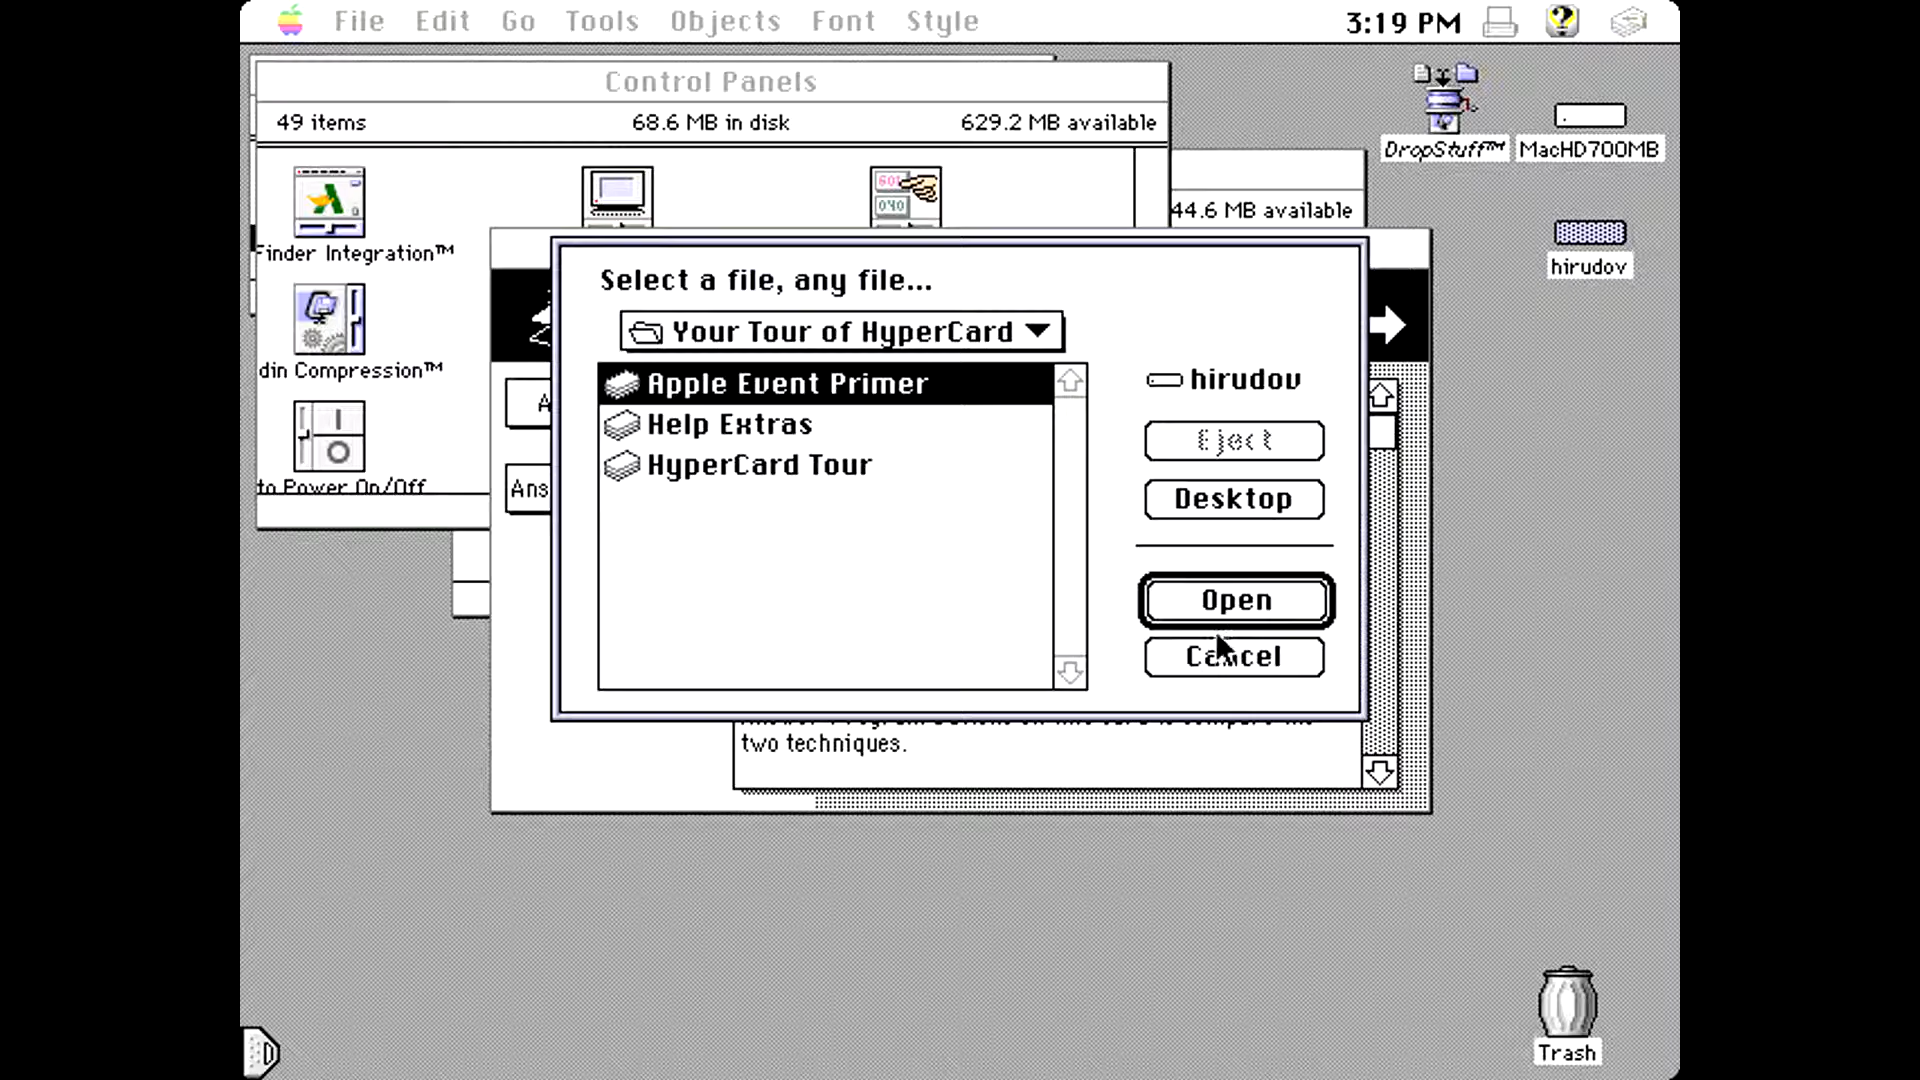 File Edit Go Tools Objects Font Style 3:19 PM
Control Panels
49 items 68.6 MB in disk 629.2 MB available
DropStuff™ MacHD700MB
44.6 MB available
Finder Integration™
hirudov
Select a file, any file...
Your Tour of HyperCard
din Compression™
Apple Event Primer
hirudov
Help Extras
Eject
HyperCard Tour
to Power On/Off
Ans
Desktop
Open
Cancel
two techniques.
Trash